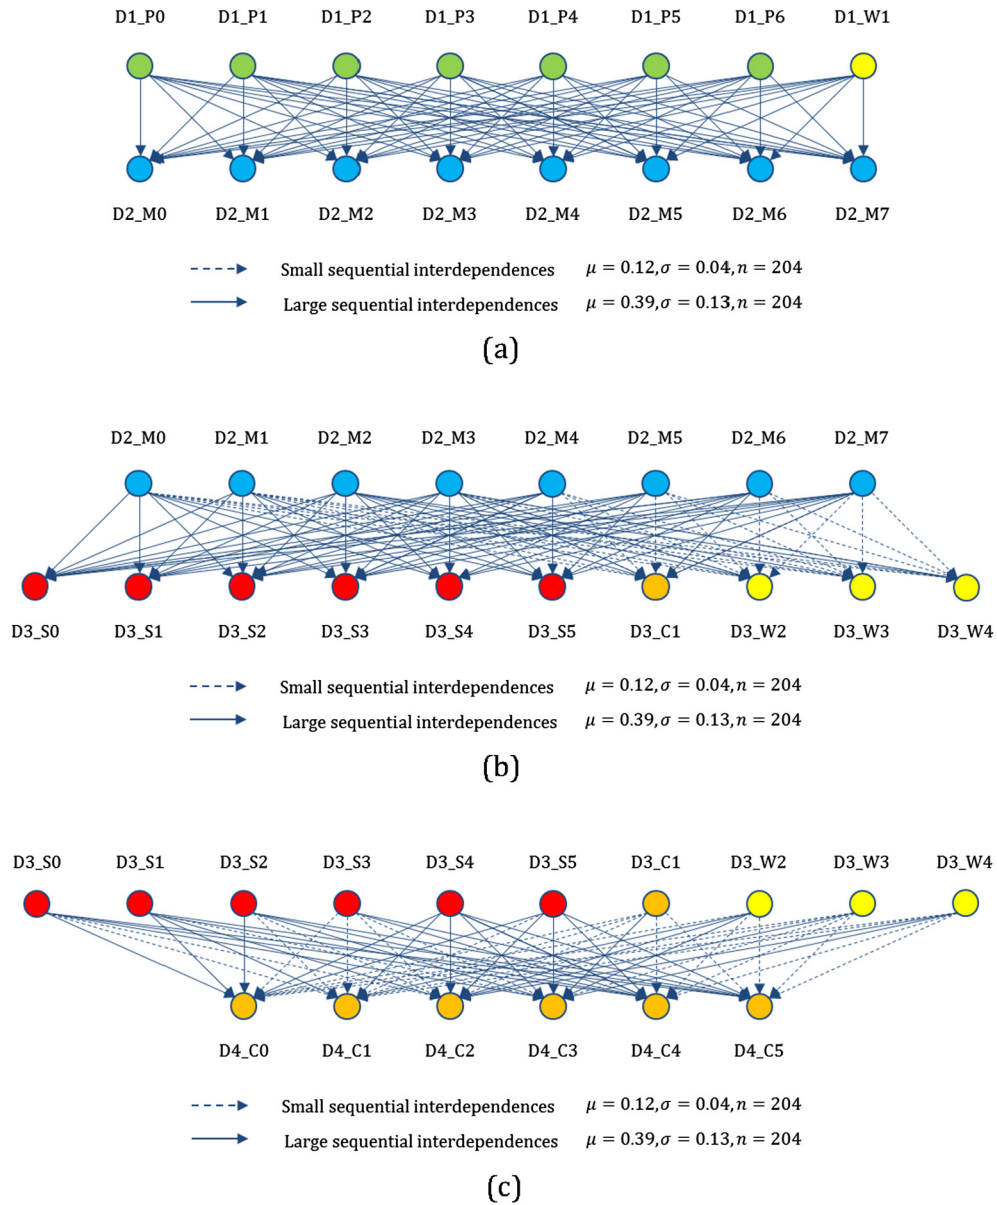 D1_P0 D1_P1 D1_P2 D1_P3 D1_P4 D1_P5 D1_P6 D1_W1
D2_M0 D2_M1 D2_M2 D2_M3 D2_M4 D2_M5 D2_M6 D2_M7
Small sequential interdependences μ = 0.12, σ = 0.04, n = 204
Large sequential interdependences μ = 0.39, σ = 0.13, n = 204
(a)
D2_M0 D2_M1 D2_M2 D2_M3 D2_M4 D2_M5 D2_M6 D2_M7
D3_S0 D3_S1 D3_S2 D3_S3 D3_S4 D3_S5 D3_C1 D3_W2 D3_W3 D3_W4
Small sequential interdependences μ = 0.12, σ = 0.04, n = 204
Large sequential interdependences μ = 0.39, σ = 0.13, n = 204
(b)
D3_S0 D3_S1 D3_S2 D3_S3 D3_S4 D3_S5 D3_C1 D3_W2 D3_W3 D3_W4
D4_C0 D4_C1 D4_C2 D4_C3 D4_C4 D4_C5
Small sequential interdependences μ = 0.12, σ = 0.04, n = 204
Large sequential interdependences μ = 0.39, σ = 0.13, n = 204
(c)